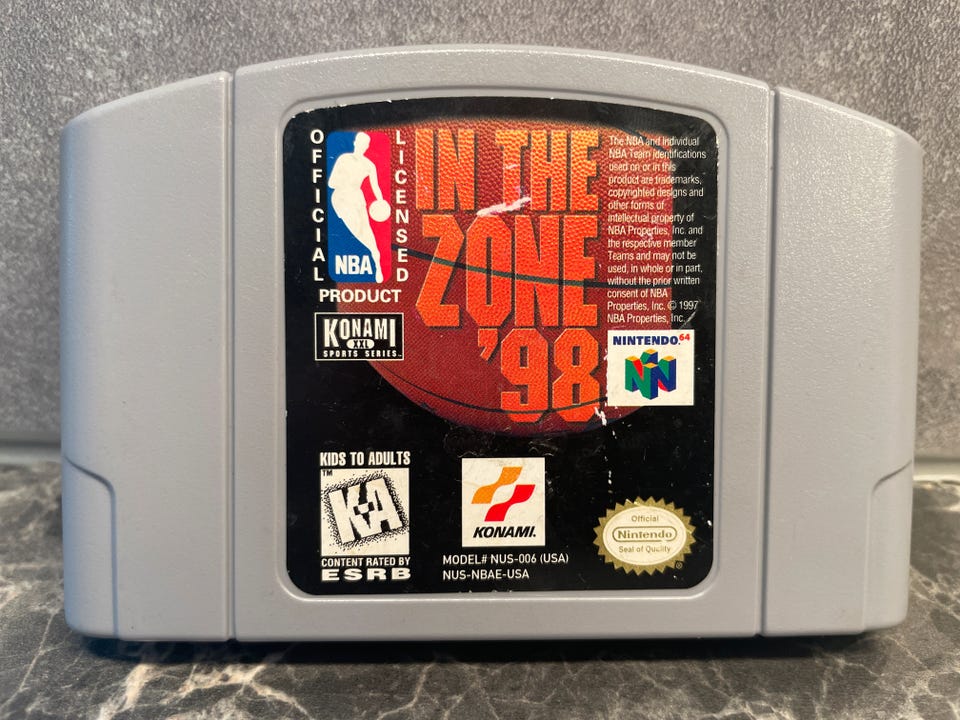 OFFICIAL
NBA
LICENSED
PRODUCT
KONAMI
XXL
SPORTS SERIES™
IN THE
ZONE
'98
The NBA and Individual
NBA Team Identifications
used on or in this
product are trademarks,
copyrighted designs and
other forms of
intellectual property of
NBA Properties, Inc. and
the respective member
Teams and may not be
used, in whole or in part,
without the prior written
consent of NBA
Properties, Inc. © 1997
NBA Properties, Inc.
NINTENDO 64
N
KIDS TO ADULTS
TM
K-A
CONTENT RATED BY
ESRB
KONAMI.
MODEL# NUS-006 (USA)
NUS-NBAE-USA
Official
Nintendo
Seal of Quality
®